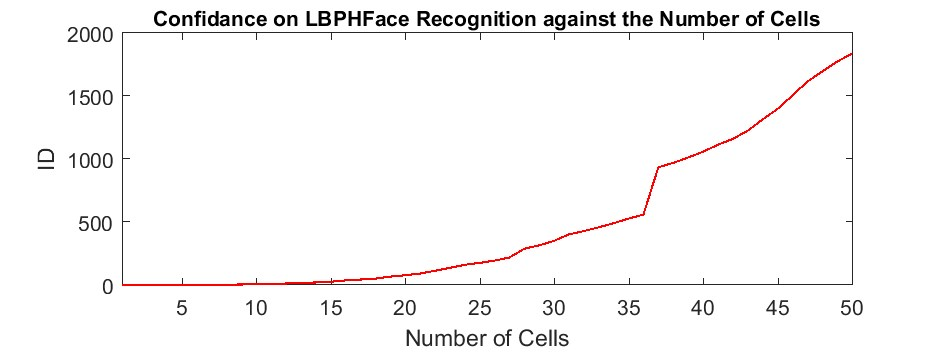 Confidance on LBPHFace Recognition against the Number of Cells
2000
1500
1000
500
0
ID
5 10 15 20 25 30 35 40 45 50
Number of Cells